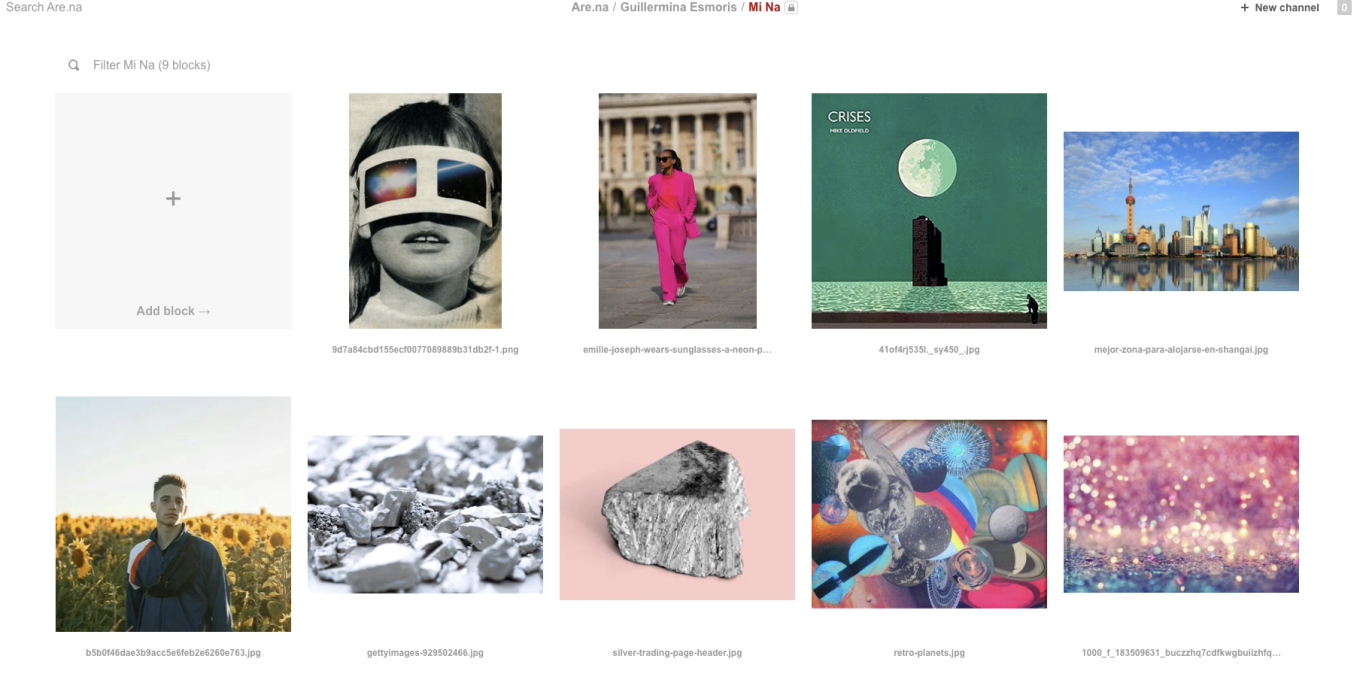 Search Are.na
Are.na / Guillermina Esmoris / Mi Na
+ New channel
0
Filter Mi Na (9 blocks)
+
Add block →
9d7a84cbd155ecf0077089889b31db2f-1.png
emilie-joseph-wears-sunglasses-a-neon-p...
CRISES
MIKE OLDFIELD
41of4rj535l._sy450_.jpg
mejor-zona-para-alojarse-en-shangai.jpg
b5b0f46dae3b9acc5e6feb2e6260e763.jpg
gettyimages-929502466.jpg
silver-trading-page-header.jpg
retro-planets.jpg
1000_f_183509631_buczzhq7cdfkwgbuiizhfq...